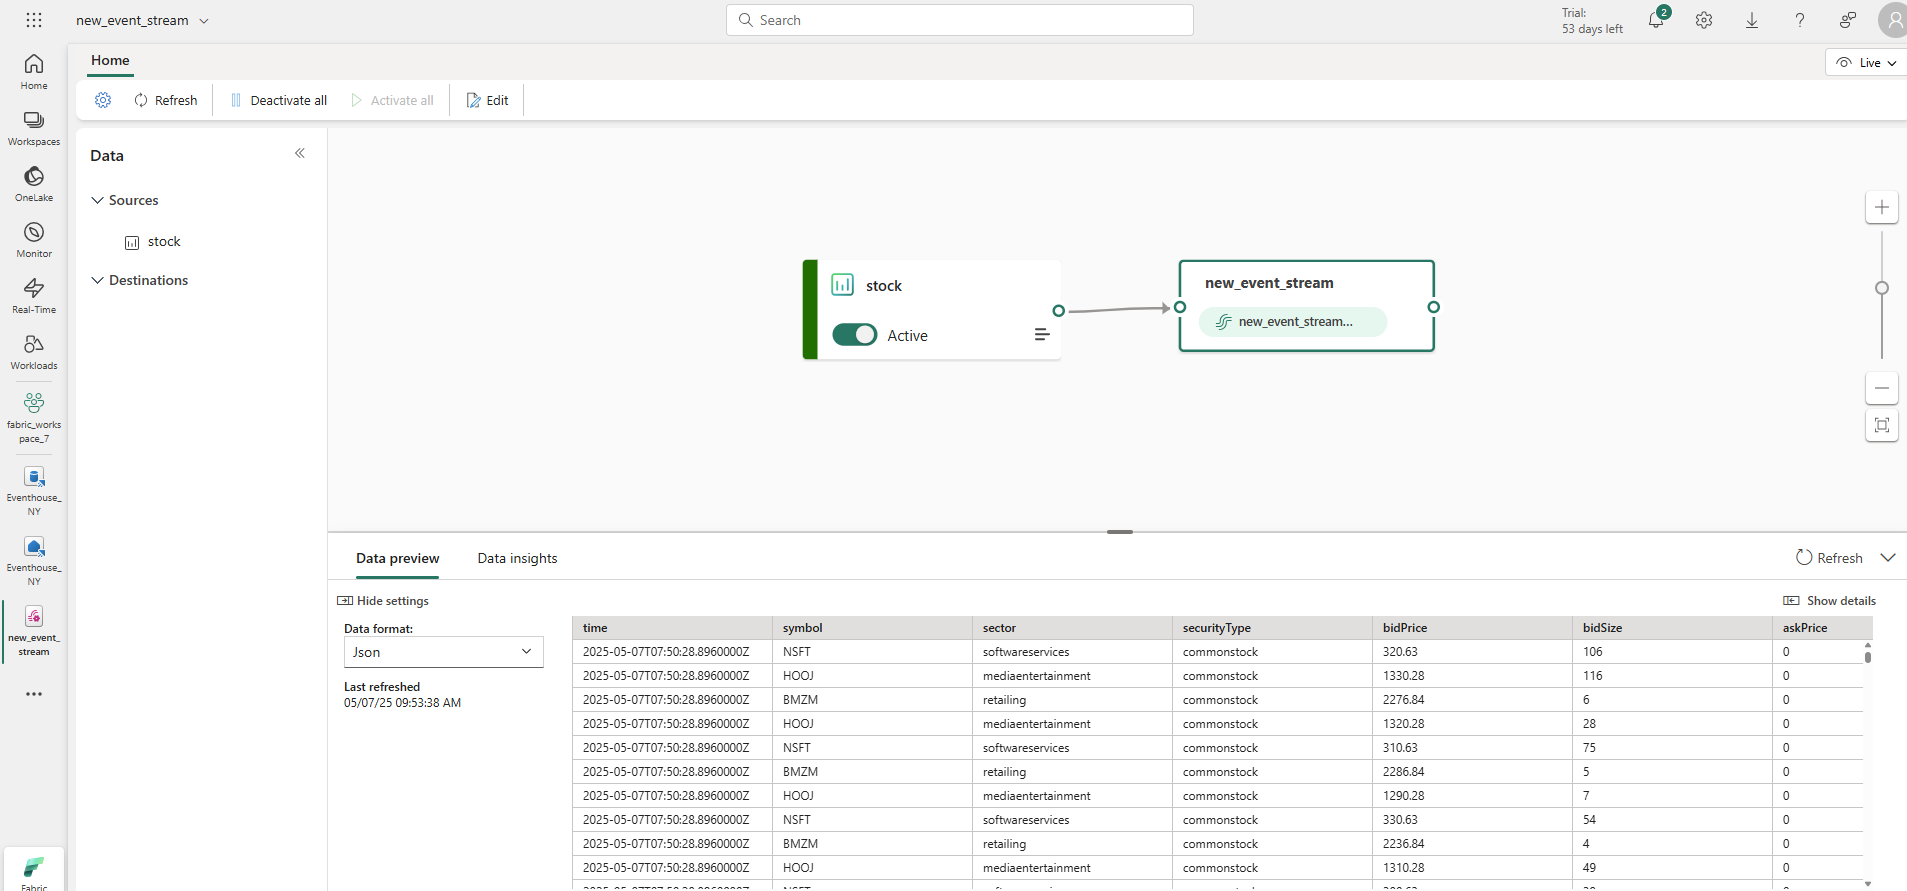 new_event_stream
Search
Trial:
53 days left
2
Home
Live
Home
Refresh
Deactivate all
Activate all
Edit
Workspaces
OneLake
Monitor
Real-Time
Workloads
fabric_works
pace_7
Eventhouse_
NY
Eventhouse_
NY
new_event_
stream
Fabric
Data
Sources
stock
Destinations
stock
Active
new_event_stream
new_event_stream...
Data preview
Data insights
Refresh
Hide settings
Show details
Data format:
Json
Last refreshed
05/07/25 09:53:38 AM
time symbol sector securityType bidPrice bidSize askPrice
2025-05-07T07:50:28.8960000Z NSFT softwareservices commonstock 320.63 106 0
2025-05-07T07:50:28.8960000Z HOOJ mediaentertainment commonstock 1330.28 116 0
2025-05-07T07:50:28.8960000Z BMZM retailing commonstock 2276.84 6 0
2025-05-07T07:50:28.8960000Z HOOJ mediaentertainment commonstock 1320.28 28 0
2025-05-07T07:50:28.8960000Z NSFT softwareservices commonstock 310.63 75 0
2025-05-07T07:50:28.8960000Z BMZM retailing commonstock 2286.84 5 0
2025-05-07T07:50:28.8960000Z HOOJ mediaentertainment commonstock 1290.28 7 0
2025-05-07T07:50:28.8960000Z NSFT softwareservices commonstock 330.63 54 0
2025-05-07T07:50:28.8960000Z BMZM retailing commonstock 2236.84 4 0
2025-05-07T07:50:28.8960000Z HOOJ mediaentertainment commonstock 1310.28 49 0